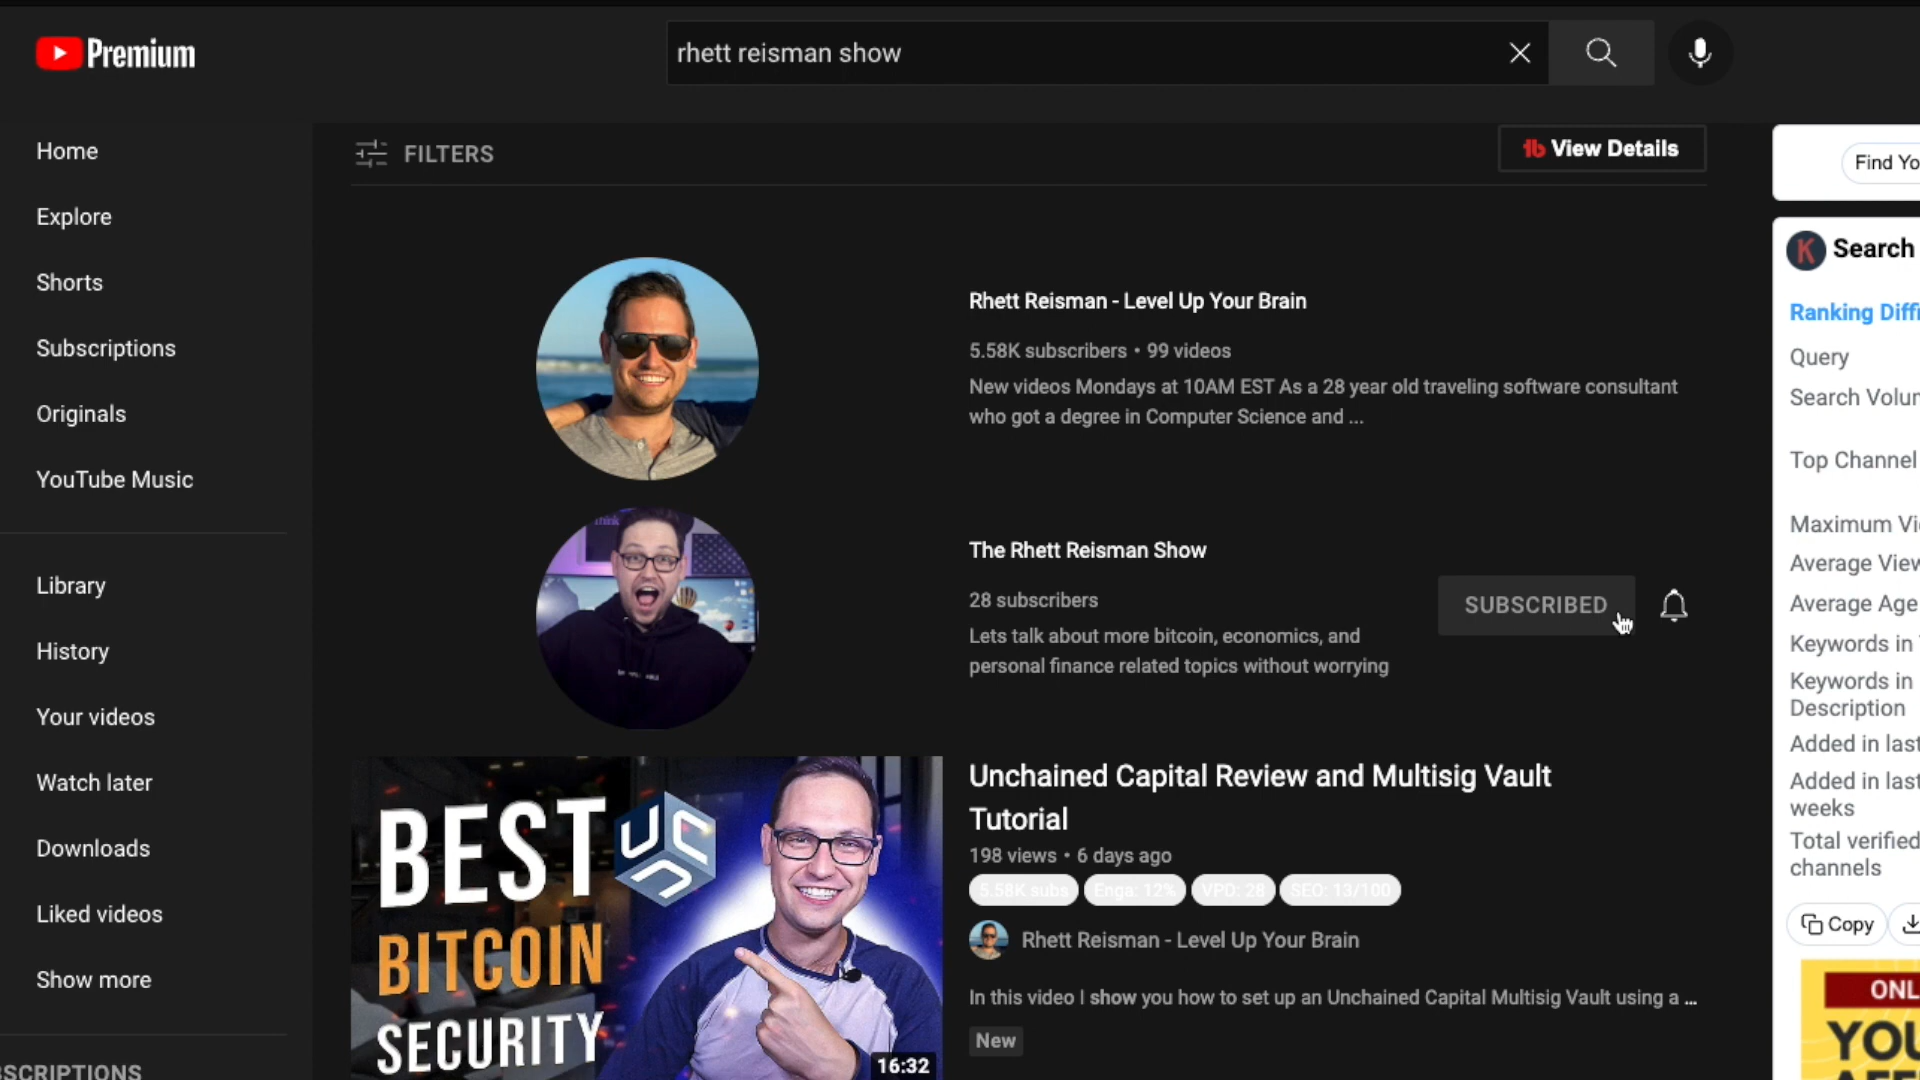 Premium
rhett reisman show
Home
Explore
Shorts
Subscriptions
Originals
YouTube Music
Library
History
Your videos
Watch later
Downloads
Liked videos
Show more
SCRIPTIONS
FILTERS
View Details
Rhett Reisman - Level Up Your Brain
5.58K subscribers • 99 videos
New videos Mondays at 10AM EST As a 28 year old traveling software consultant
who got a degree in Computer Science and ...
The Rhett Reisman Show
28 subscribers
Lets talk about more bitcoin, economics, and
personal finance related topics without worrying
SUBSCRIBED
BEST
BITCOIN
SECURITY
16:32
Unchained Capital Review and Multisig Vault
Tutorial
198 views • 6 days ago
5.58K subs Enga: 12% VPD: 28 SEO: 13/100
Rhett Reisman - Level Up Your Brain
In this video I show you how to set up an Unchained Capital Multisig Vault using a ...
New
Find Yo
K Search
Ranking Diff
Query
Search Volum
Top Channel
Maximum Vi
Average View
Average Age
Keywords in
Keywords in
Description
Added in last
Added in last
weeks
Total verified
channels
Copy
ONL
YOU